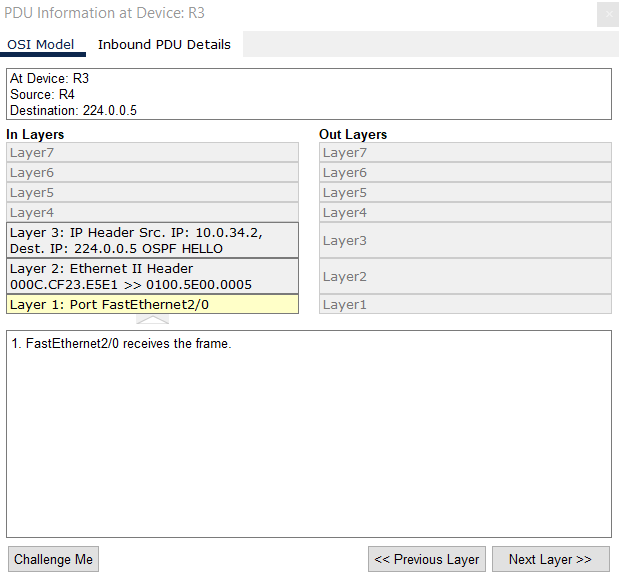 PDU Information at Device: R3
OSI Model Inbound PDU Details
At Device: R3
Source: R4
Destination: 224.0.0.5
In Layers Out Layers
Layer7 Layer7
Layer6 Layer6
Layer5 Layer5
Layer4 Layer4
Layer 3: IP Header Src. IP: 10.0.34.2,
Dest. IP: 224.0.0.5 OSPF HELLO
Layer3
Layer 2: Ethernet II Header
000C.CF23.E5E1 >> 0100.5E00.0005
Layer2
Layer 1: Port FastEthernet2/0 Layer1
1. FastEthernet2/0 receives the frame.
Challenge Me << Previous Layer Next Layer >>